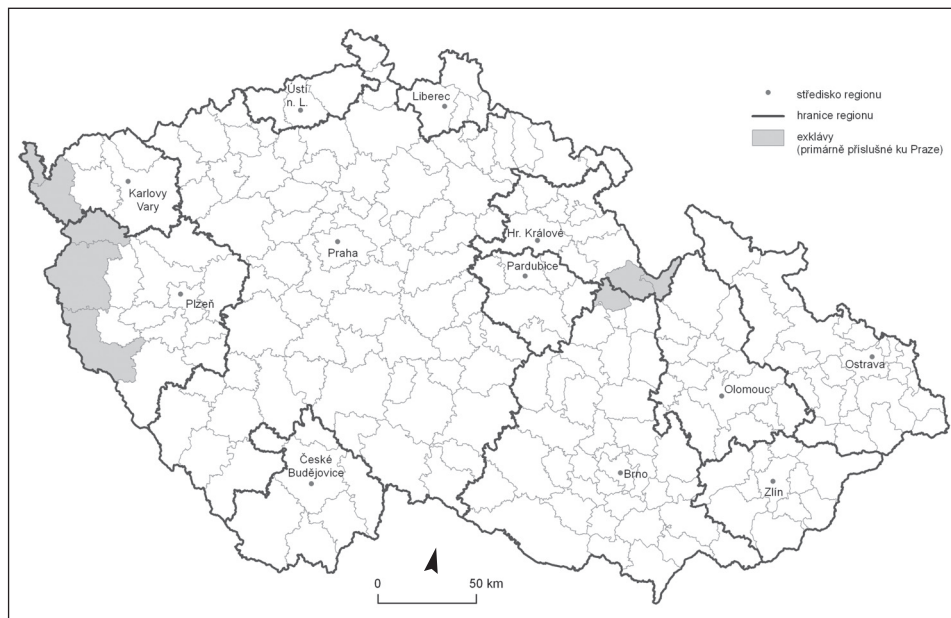 Ústí
n. L.
Liberec
středisko regionu
hranice regionu
exklávy
(primárně příslušné ku Praze)
Karlovy
Vary
Hr. Králové
Praha
Pardubice
Plzeň
Ostrava
Olomouc
České
Budějovice
Brno
Zlín
0
50 km